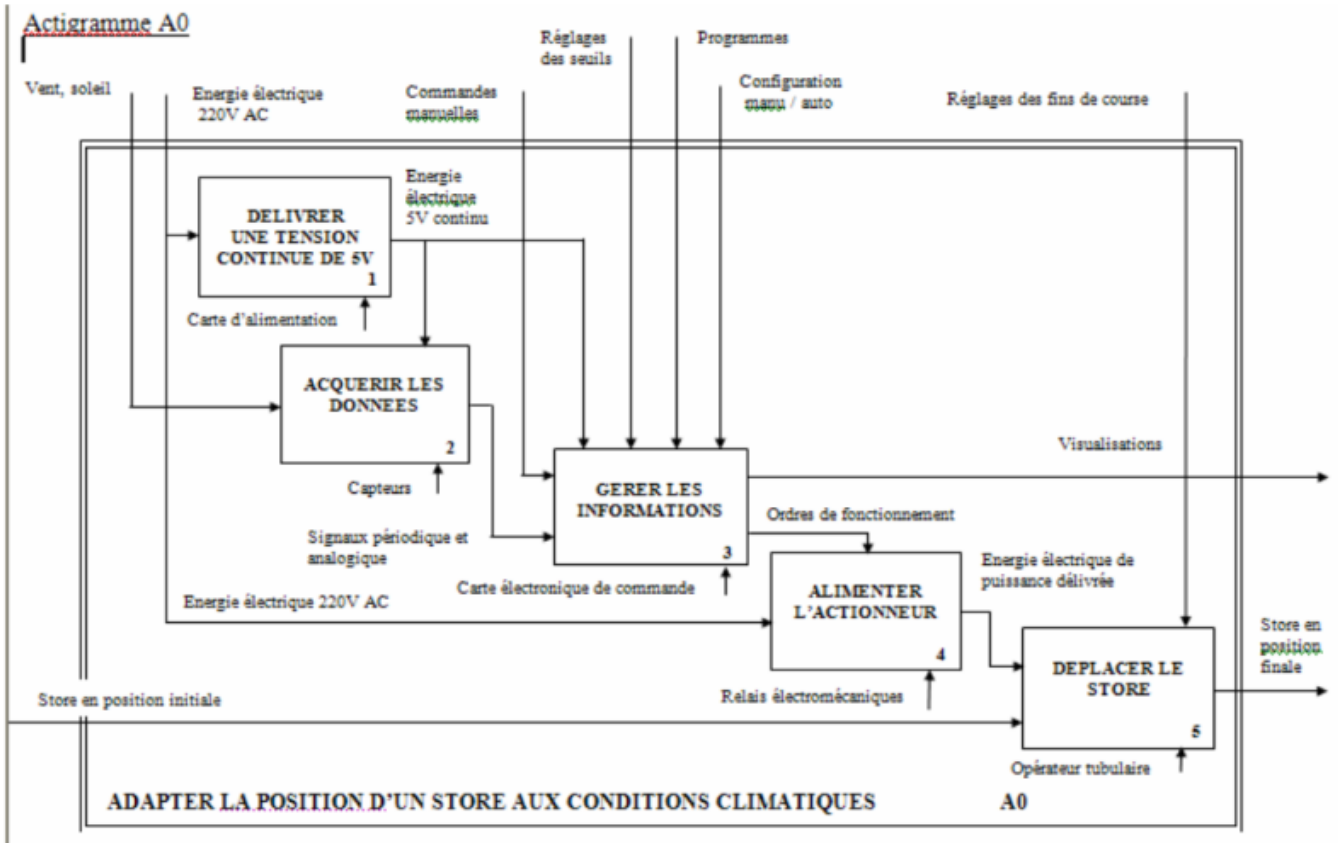 Actigramme A0
Vent, soleil
Energie électrique
220V AC
Commandes
manuelles
Réglages
des seuils
Programmes
Configuration
manu / auto
Réglages des fins de course
DELIVRER
UNE TENSION
CONTINUE DE 5V
1
Energie
électrique
5V continu
Carte d'alimentation
ACQUERIR LES
DONNEES
2
Capteurs
Signaux périodique et
analogique
GERER LES
INFORMATIONS
3
Visualisations
Ordres de fonctionnement
Carte électronique de commande
Energie électrique 220V AC
ALIMENTER
L'ACTIONNEUR
4
Energie électrique de
puissance délivrée
Relais électromécaniques
Store en position initiale
DEPLACER LE
STORE
5
Store en
position
finale
Opérateur tubulaire
ADAPTER LA POSITION D'UN STORE AUX CONDITIONS CLIMATIQUES A0